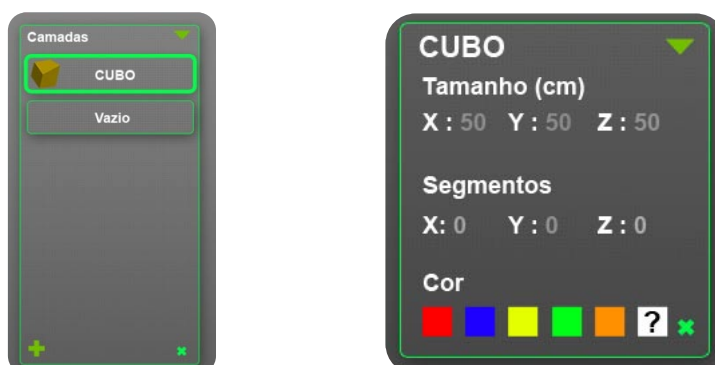 Camadas
CUBO
Vazio
CUBO
Tamanho (cm)
X : 50 Y : 50 Z : 50
Segmentos
X: 0 Y : 0 Z : 0
Cor
?